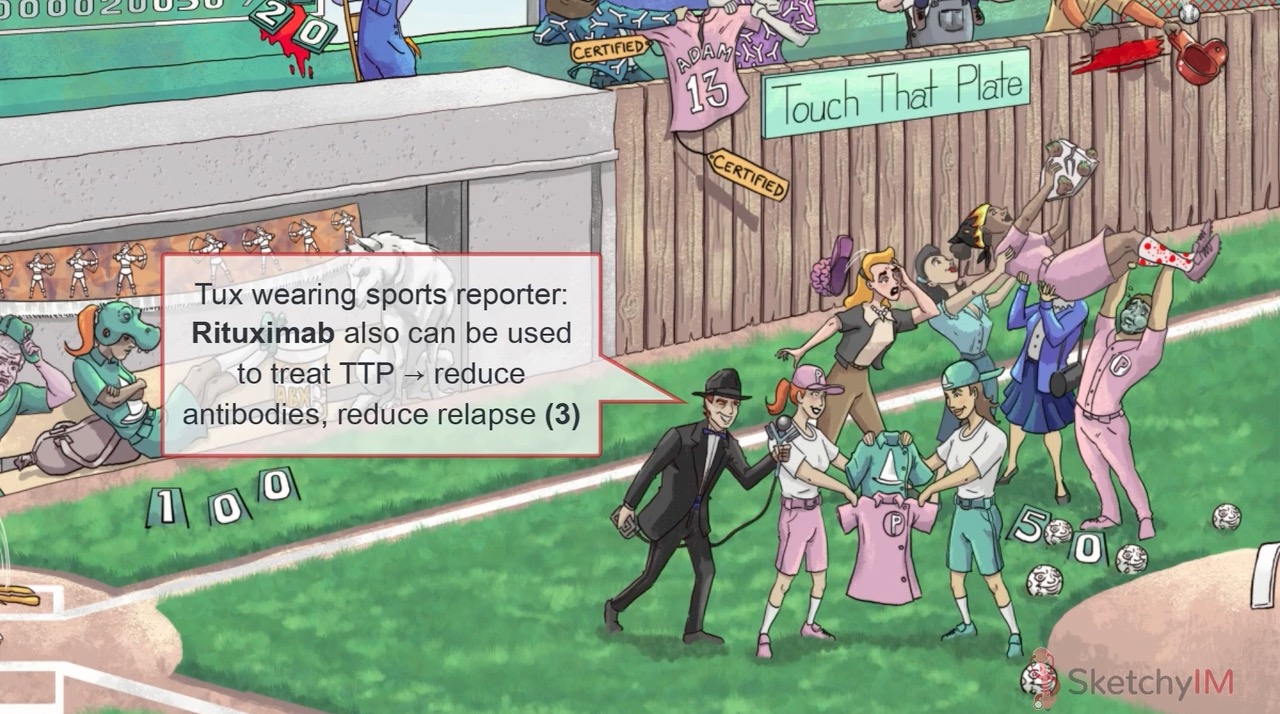 20
CERTIFIED
ADAM
13
CERTIFIED
Touch That Plate
Tux wearing sports reporter:
Rituximab also can be used
to treat TTP → reduce
antibodies, reduce relapse (3)
100
P
P
P
50
SketchyIM